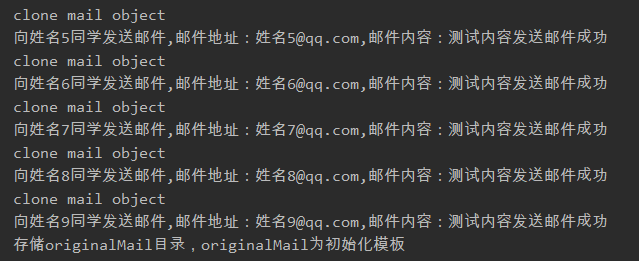 clone mail object
向姓名5同学发送邮件,邮件地址：姓名5@qq.com,邮件内容：测试内容发送邮件成功
clone mail object
向姓名6同学发送邮件,邮件地址：姓名6@qq.com,邮件内容：测试内容发送邮件成功
clone mail object
向姓名7同学发送邮件,邮件地址：姓名7@qq.com,邮件内容：测试内容发送邮件成功
clone mail object
向姓名8同学发送邮件,邮件地址：姓名8@qq.com,邮件内容：测试内容发送邮件成功
clone mail object
向姓名9同学发送邮件,邮件地址：姓名9@qq.com,邮件内容：测试内容发送邮件成功
存储originalMail目录，originalMail为初始化模板